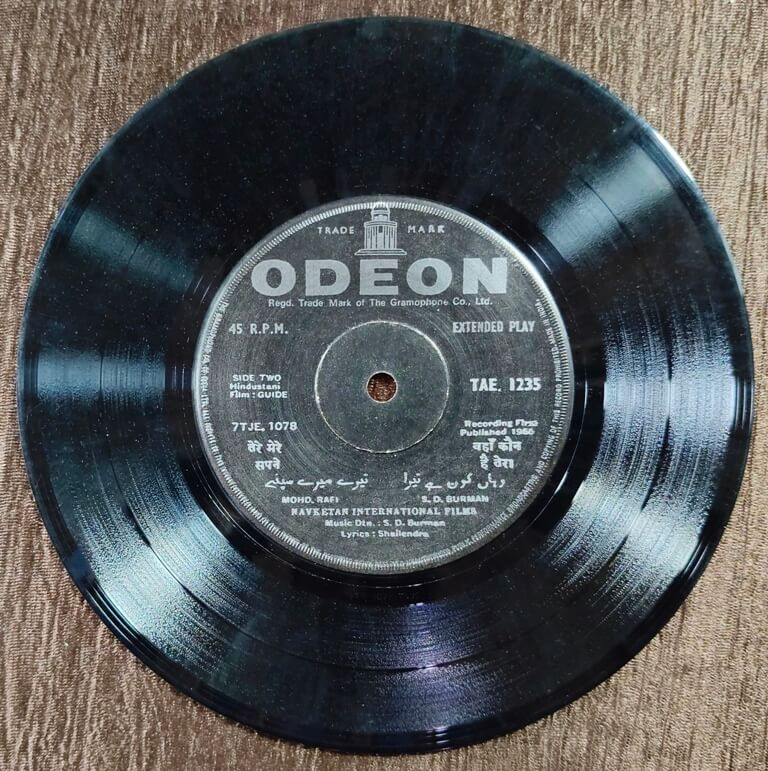 TRADE MARK
ODEON
Regd. Trade Mark of The Gramophone Co., Ltd.
45 R.P.M. EXTENDED PLAY
SIDE TWO
Hindustani
Film : GUIDE
TAE. 1235
7TJE. 1078
Recording First
Published 1966
तेरे मेरे
सपने
वहाँ कौन
है तेरा
تیرے میرے سپنے
وہاں کون ہے تیرا
MOHD. RAFI S. D. BURMAN
NAVKETAN INTERNATIONAL FILMS
Music Dtn. : S. D. Burman
Lyrics : Shailendra